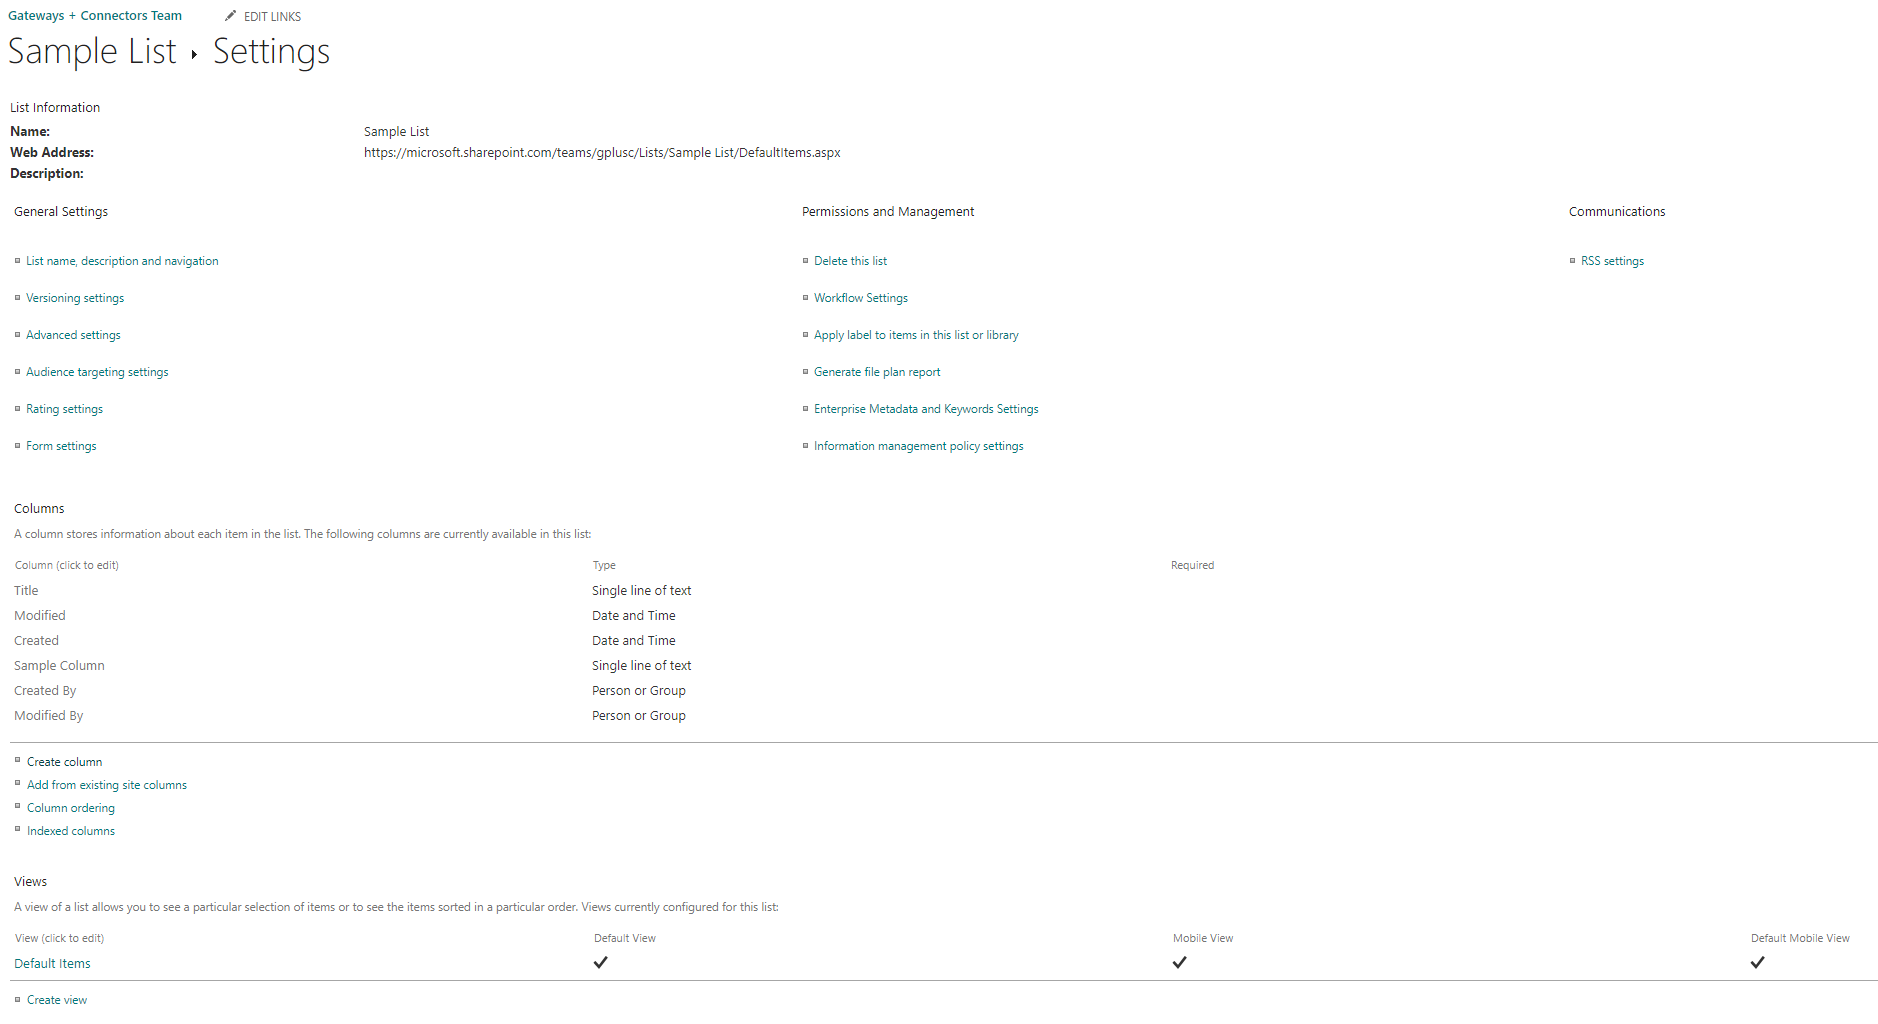 Gateways + Connectors Team EDIT LINKS
Sample List Settings
List Information
Name: Sample List
Web Address: https://microsoft.sharepoint.com/teams/gplusc/Lists/Sample List/DefaultItems.aspx
Description:
General Settings Permissions and Management Communications
List name, description and navigation Delete this list RSS settings
Versioning settings Workflow Settings
Advanced settings Apply label to items in this list or library
Audience targeting settings Generate file plan report
Rating settings Enterprise Metadata and Keywords Settings
Form settings Information management policy settings
Columns
A column stores information about each item in the list. The following columns are currently available in this list:
Column (click to edit) Type Required
Title Single line of text
Modified Date and Time
Created Date and Time
Sample Column Single line of text
Created By Person or Group
Modified By Person or Group
Create column
Add from existing site columns
Column ordering
Indexed columns
Views
A view of a list allows you to see a particular selection of items or to see the items sorted in a particular order. Views currently configured for this list:
View (click to edit) Default View Mobile View Default Mobile View
Default Items
Create view